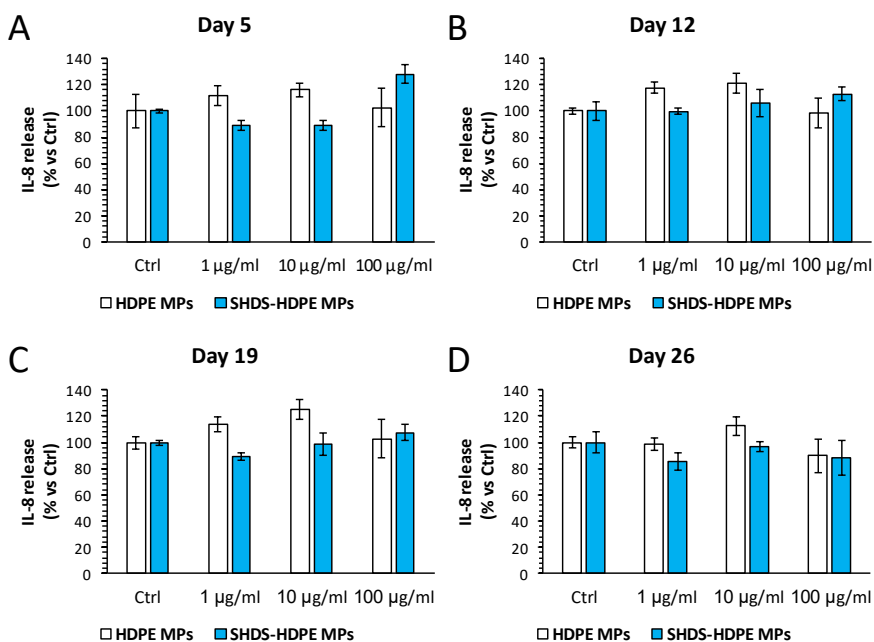 A
Day 5
IL-8 release
(% vs Ctrl)
140
120
100
80
60
40
20
0
Ctrl
1 µg/ml
10 µg/ml
100 µg/ml
HDPE MPs
SHDS-HDPE MPs
B
Day 12
IL-8 release
(% vs Ctrl)
140
120
100
80
60
40
20
0
Ctrl
1 µg/ml
10 µg/ml
100 µg/ml
HDPE MPs
SHDS-HDPE MPs
C
Day 19
IL-8 release
(% vs Ctrl)
140
120
100
80
60
40
20
0
Ctrl
1 µg/ml
10 µg/ml
100 µg/ml
HDPE MPs
SHDS-HDPE MPs
D
Day 26
IL-8 release
(% vs Ctrl)
140
120
100
80
60
40
20
0
Ctrl
1 µg/ml
10 µg/ml
100 µg/ml
HDPE MPs
SHDS-HDPE MPs